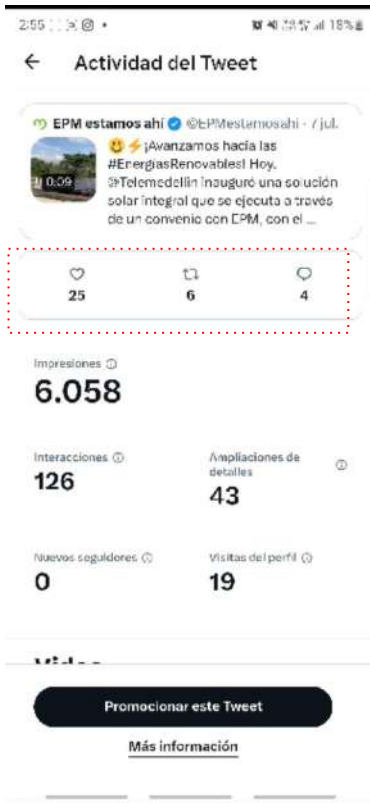 2:55
18%
Actividad del Tweet
EPM estamos ahí @EPMestamosahi · 7 jul.
¡Avanzamos hacía las
#EnergíasRenovables! Hoy,
@Telemedellin inauguró una solución
solar integral que se ejecuta a través
de un convenio con EPM, con el ...
0:09
25 6 4
Impresiones
6.058
Interacciones
126
Ampliaciones de
detalles
43
Nuevos seguidores
0
Visitas del perfil
19
Promocionar este Tweet
Más información